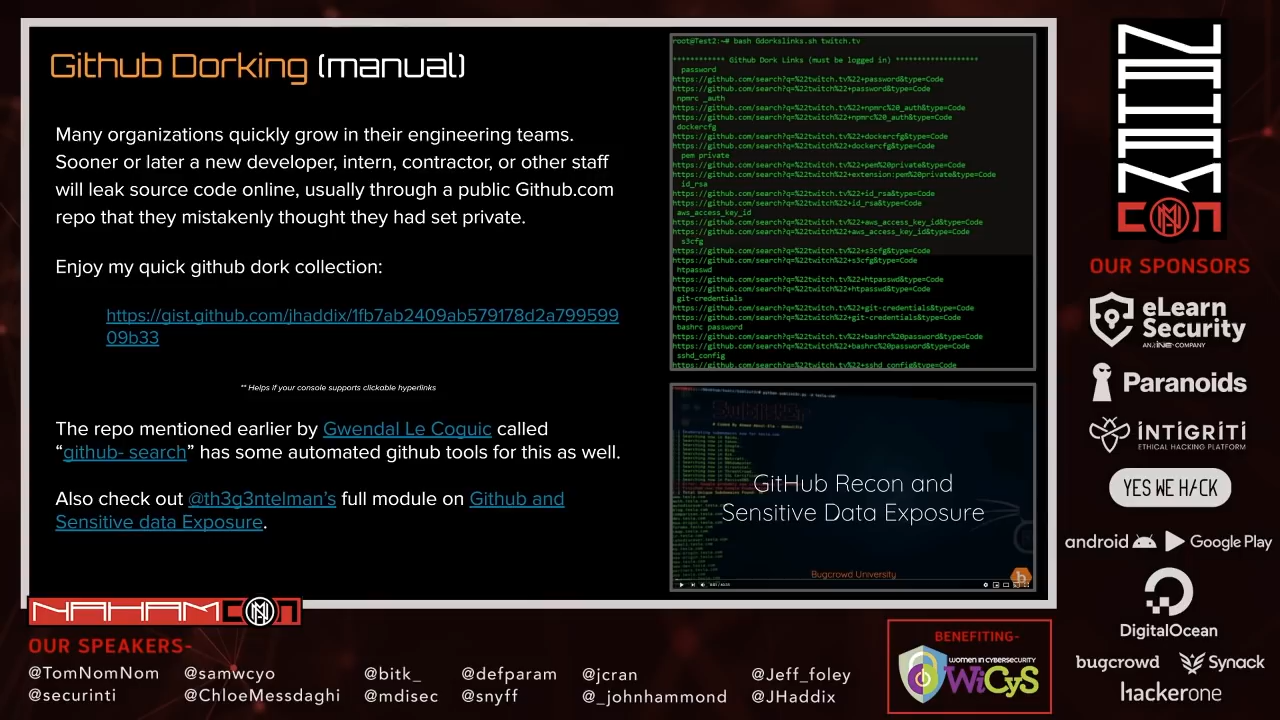 Github Dorking (manual)
Many organizations quickly grow in their engineering teams.
Sooner or later a new developer, intern, contractor, or other staff
will leak source code online, usually through a public Github.com
repo that they mistakenly thought they had set private.
Enjoy my quick github dork collection:
https://gist.github.com/jhaddix/1fb7ab2409ab579178d2a799599
09b33
** Helps if your console supports clickable hyperlinks
The repo mentioned earlier by Gwendal Le Coguic called
“github- search” has some automated github tools for this as well.
Also check out @th3g3ntelman’s full module on Github and
Sensitive data Exposure.
root@Test2:~# bash Gdorkslinks.sh twitch.tv
************ Github Dork Links (must be logged in) *******************
password
https://github.com/search?q=%22twitch.tv%22+password&type=Code
https://github.com/search?q=%22twitch%22+password&type=Code
npmrc _auth
https://github.com/search?q=%22twitch.tv%22+npmrc%20_auth&type=Code
https://github.com/search?q=%22twitch%22+npmrc%20_auth&type=Code
dockercfg
https://github.com/search?q=%22twitch.tv%22+dockercfg&type=Code
https://github.com/search?q=%22twitch%22+dockercfg&type=Code
pem private
https://github.com/search?q=%22twitch.tv%22+pem%20private&type=Code
https://github.com/search?q=%22twitch%22+extension:pem%20private&type=Code
id_rsa
https://github.com/search?q=%22twitch.tv%22+id_rsa&type=Code
https://github.com/search?q=%22twitch%22+id_rsa&type=Code
aws_access_key_id
https://github.com/search?q=%22twitch.tv%22+aws_access_key_id&type=Code
https://github.com/search?q=%22twitch%22+aws_access_key_id&type=Code
s3cfg
https://github.com/search?q=%22twitch.tv%22+s3cfg&type=Code
https://github.com/search?q=%22twitch%22+s3cfg&type=Code
htpasswd
https://github.com/search?q=%22twitch.tv%22+htpasswd&type=Code
https://github.com/search?q=%22twitch%22+htpasswd&type=Code
git-credentials
https://github.com/search?q=%22twitch.tv%22+git-credentials&type=Code
https://github.com/search?q=%22twitch%22+git-credentials&type=Code
bashrc password
https://github.com/search?q=%22twitch.tv%22+bashrc%20password&type=Code
https://github.com/search?q=%22twitch%22+bashrc%20password&type=Code
sshd_config
https://github.com/search?q=%22twitch.tv%22+sshd_config&type=Code
GitHub Recon and
Sensitive Data Exposure
Bugcrowd University
NAHAMCON
OUR SPONSORS
eLearn
Security
AN INE COMPANY
Paranoids
INTIGRITI
ETHICAL HACKING PLATFORM
YES WE H/CK
android Google Play
DigitalOcean
bugcrowd Synack
hackerone
NAHAMCON
OUR SPEAKERS-
@TomNomNom @samwcyo @bitk_ @defparam @jcran @Jeff_foley
@securinti @ChloeMessdaghi @mdisec @snyff @_johnhammond @JHaddix
BENEFITING-
WOMEN IN CYBERSECURITY
WiCyS